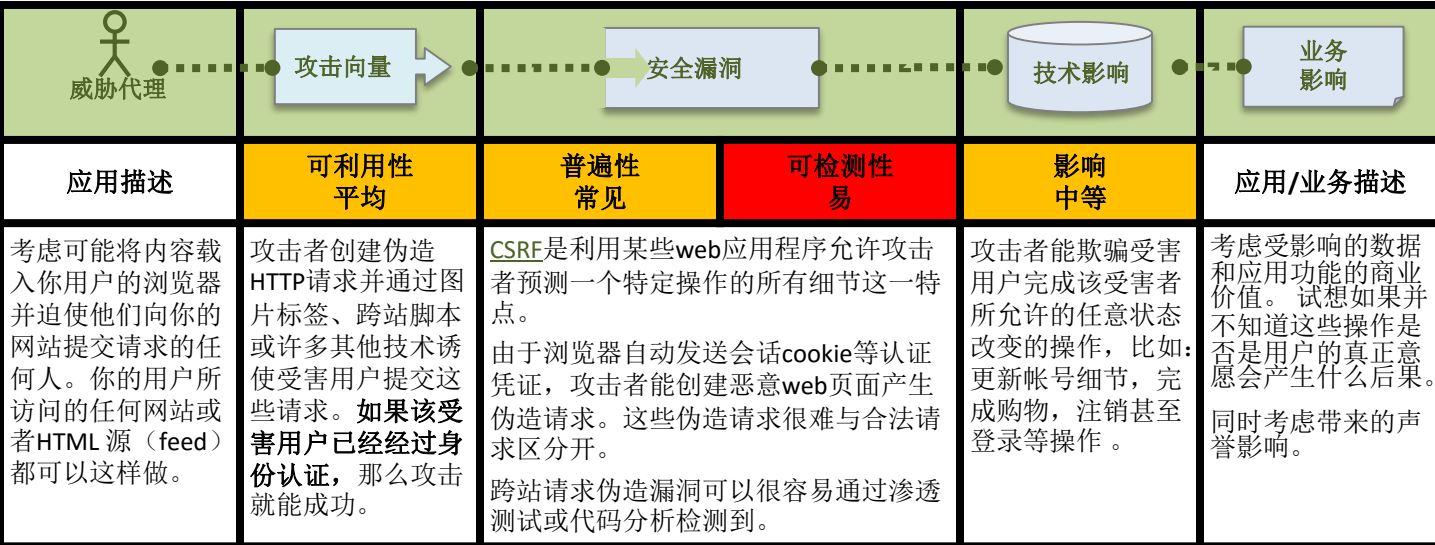 威胁代理
攻击向量
安全漏洞
技术影响
业务
影响
应用描述
可利用性
平均
普遍性
常见
可检测性
易
影响
中等
应用/业务描述
考虑可能将内容载
入你用户的浏览器
并迫使他们向你的
网站提交请求的任
何人。你的用户所
访问的任何网站或
者HTML 源（feed）
都可以这样做。
攻击者创建伪造
HTTP请求并通过图
片标签、跨站脚本
或许多其他技术诱
使受害用户提交这
些请求。如果该受
害用户已经经过身
份认证，那么攻击
就能成功。
CSRF是利用某些web应用程序允许攻击
者预测一个特定操作的所有细节这一特
点。
由于浏览器自动发送会话cookie等认证
凭证，攻击者能创建恶意web页面产生
伪造请求。这些伪造请求很难与合法请
求区分开。
跨站请求伪造漏洞可以很容易通过渗透
测试或代码分析检测到。
攻击者能欺骗受害
用户完成该受害者
所允许的任意状态
改变的操作，比如：
更新帐号细节，完
成购物，注销甚至
登录等操作 。
考虑受影响的数据
和应用功能的商业
价值。 试想如果并
不知道这些操作是
否是用户的真正意
愿会产生什么后果。
同时考虑带来的声
誉影响。